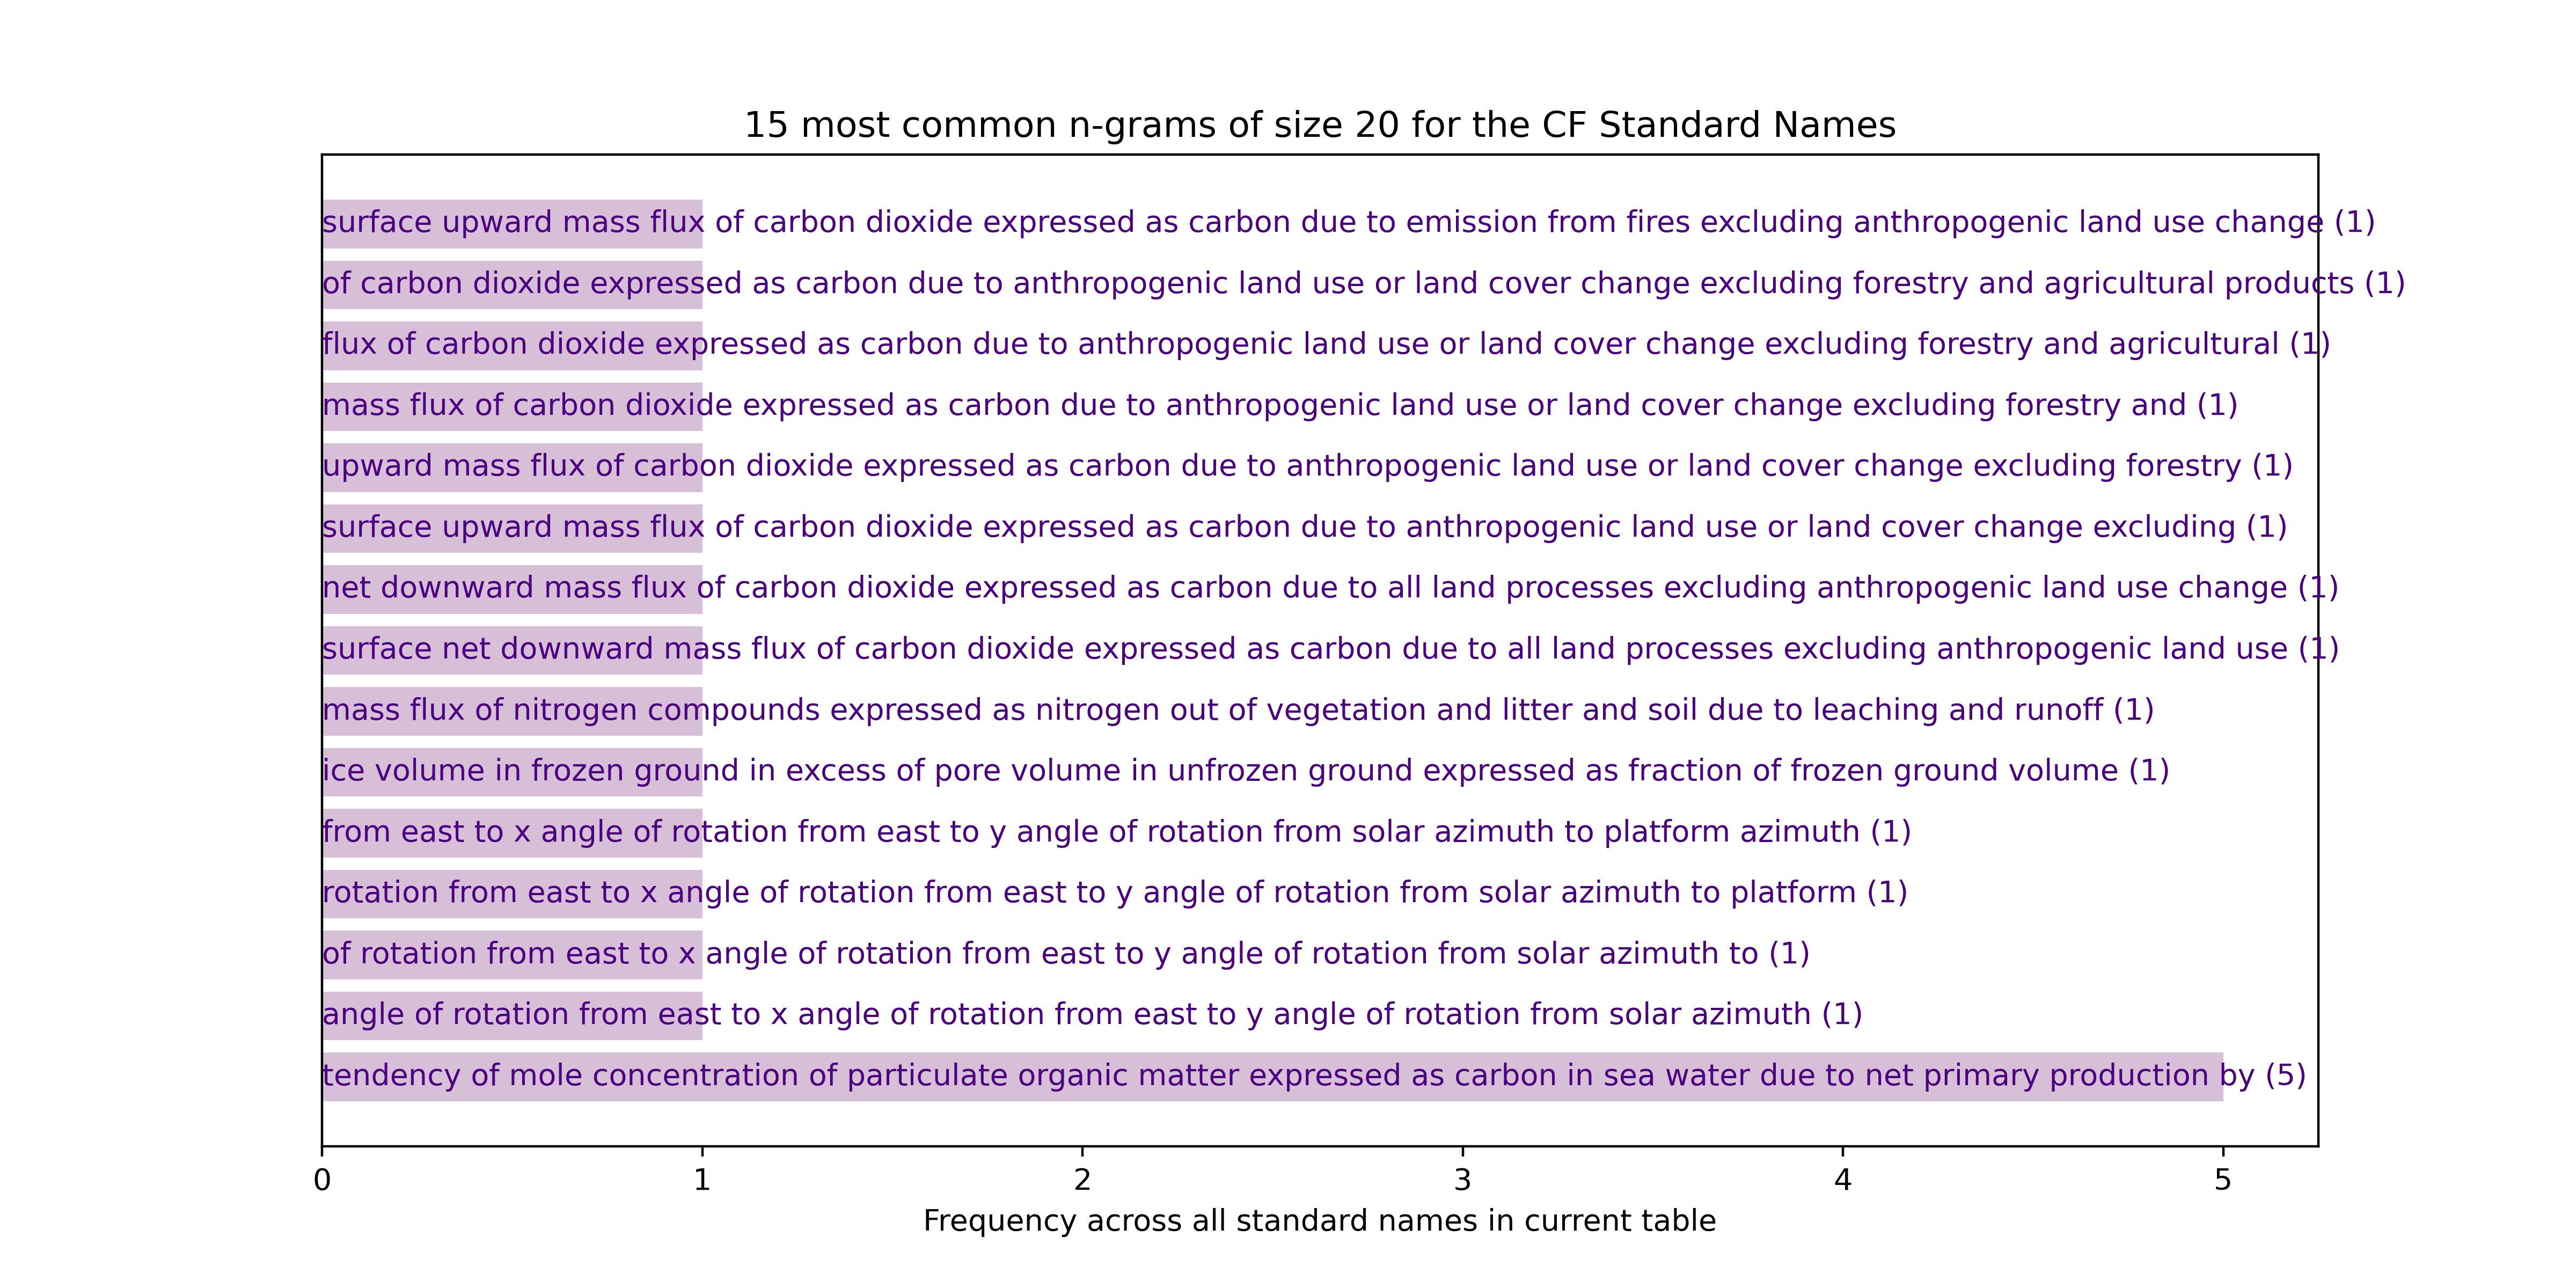 15 most common n-grams of size 20 for the CF Standard Names
surface upward mass flux of carbon dioxide expressed as carbon due to emission from fires excluding anthropogenic land use change (1)
of carbon dioxide expressed as carbon due to anthropogenic land use or land cover change excluding forestry and agricultural products (1)
flux of carbon dioxide expressed as carbon due to anthropogenic land use or land cover change excluding forestry and agricultural (1)
mass flux of carbon dioxide expressed as carbon due to anthropogenic land use or land cover change excluding forestry and (1)
upward mass flux of carbon dioxide expressed as carbon due to anthropogenic land use or land cover change excluding forestry (1)
surface upward mass flux of carbon dioxide expressed as carbon due to anthropogenic land use or land cover change excluding (1)
net downward mass flux of carbon dioxide expressed as carbon due to all land processes excluding anthropogenic land use change (1)
surface net downward mass flux of carbon dioxide expressed as carbon due to all land processes excluding anthropogenic land use (1)
mass flux of nitrogen compounds expressed as nitrogen out of vegetation and litter and soil due to leaching and runoff (1)
ice volume in frozen ground in excess of pore volume in unfrozen ground expressed as fraction of frozen ground volume (1)
from east to x angle of rotation from east to y angle of rotation from solar azimuth to platform azimuth (1)
rotation from east to x angle of rotation from east to y angle of rotation from solar azimuth to platform (1)
of rotation from east to x angle of rotation from east to y angle of rotation from solar azimuth to (1)
angle of rotation from east to x angle of rotation from east to y angle of rotation from solar azimuth (1)
tendency of mole concentration of particulate organic matter expressed as carbon in sea water due to net primary production by (5)
0 1 2 3 4 5
Frequency across all standard names in current table